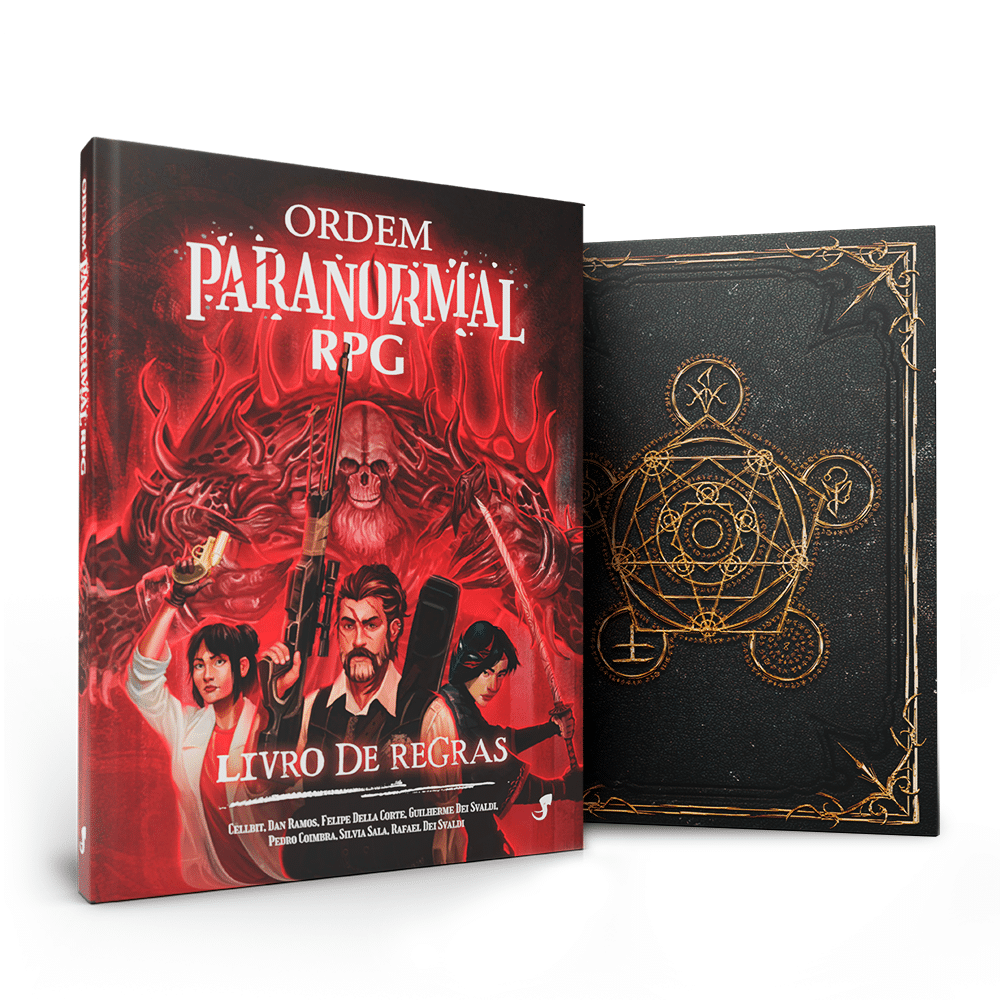 ORDEM
PARANORMAL
RPG
LIVRO DE REGRAS
CELLBIT, DAN RAMOS, FELIPE DELLA CORTE, GUILHERME DEI SVALDI,
PEDRO COIMBRA, SILVIA SALA, RAFAEL DEI SVALDI
ORDEM PARANORMAL RPG